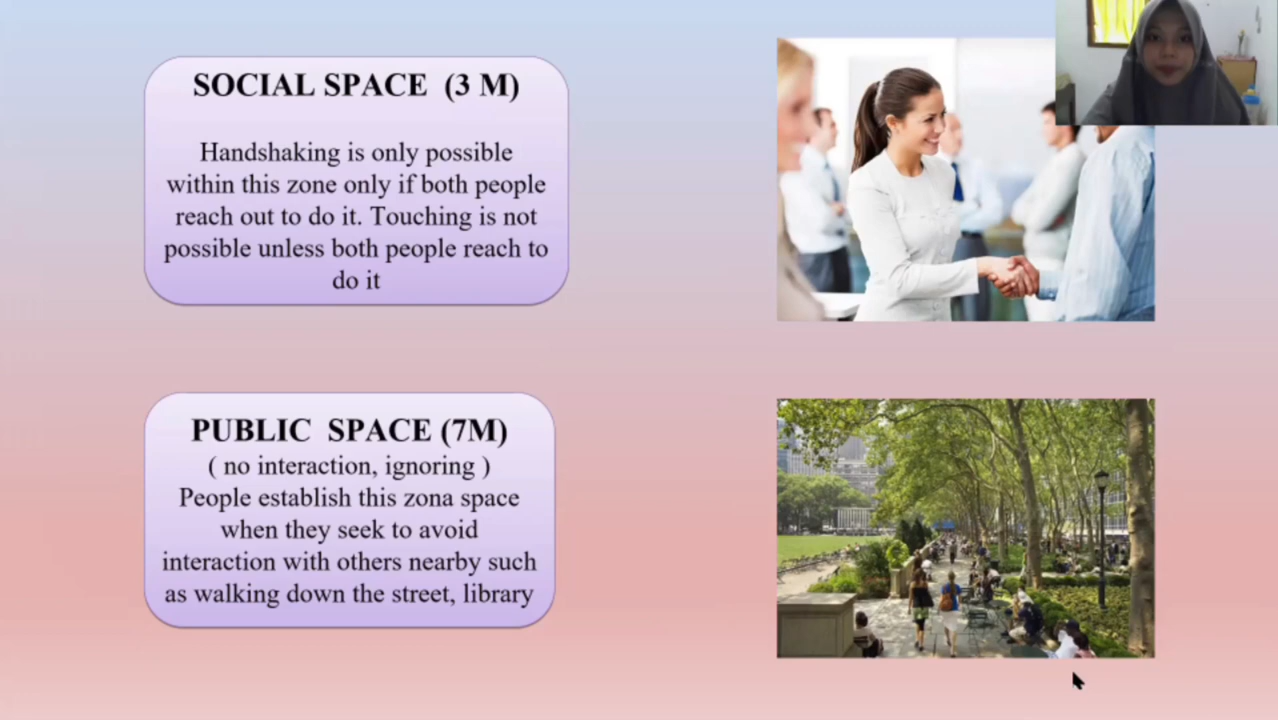 SOCIAL SPACE (3 M)
Handshaking is only possible
within this zone only if both people
reach out to do it. Touching is not
possible unless both people reach to
do it
PUBLIC SPACE (7M)
( no interaction, ignoring )
People establish this zona space
when they seek to avoid
interaction with others nearby such
as walking down the street, library